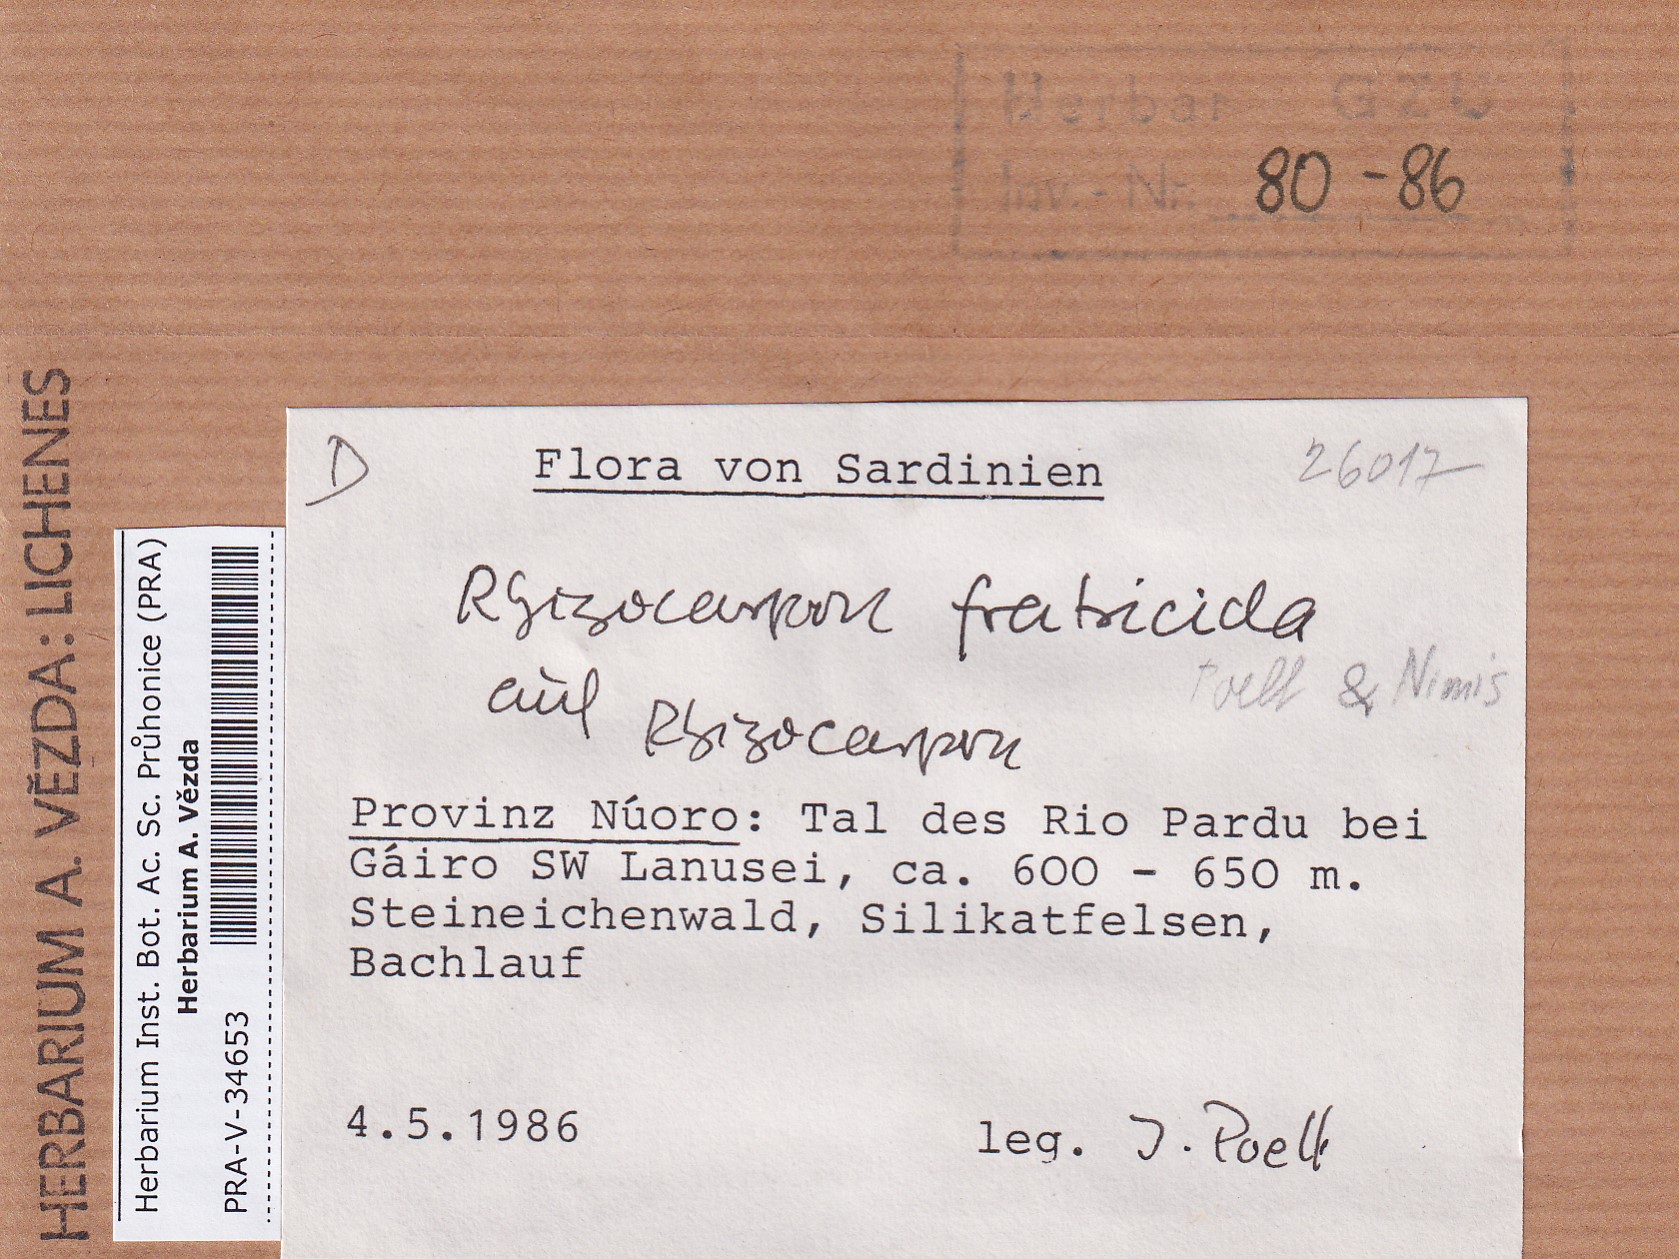 Herbar GZU
Inv.-Nr. 80-86
HERBARIUM A. VĚZDA: LICHENES
Herbarium Inst. Bot. Ac. Sc. Průhonice (PRA)
Herbarium A. Vězda
PRA-V-34653
D
Flora von Sardinien
26017
Rhizocarpon fratricida
Poelt & Nimis
auf Rhizocarpon
Provinz Núoro: Tal des Rio Pardu bei
Gáiro SW Lanusei, ca. 600 - 650 m.
Steineichenwald, Silikatfelsen,
Bachlauf
4.5.1986
leg. J. Poelt